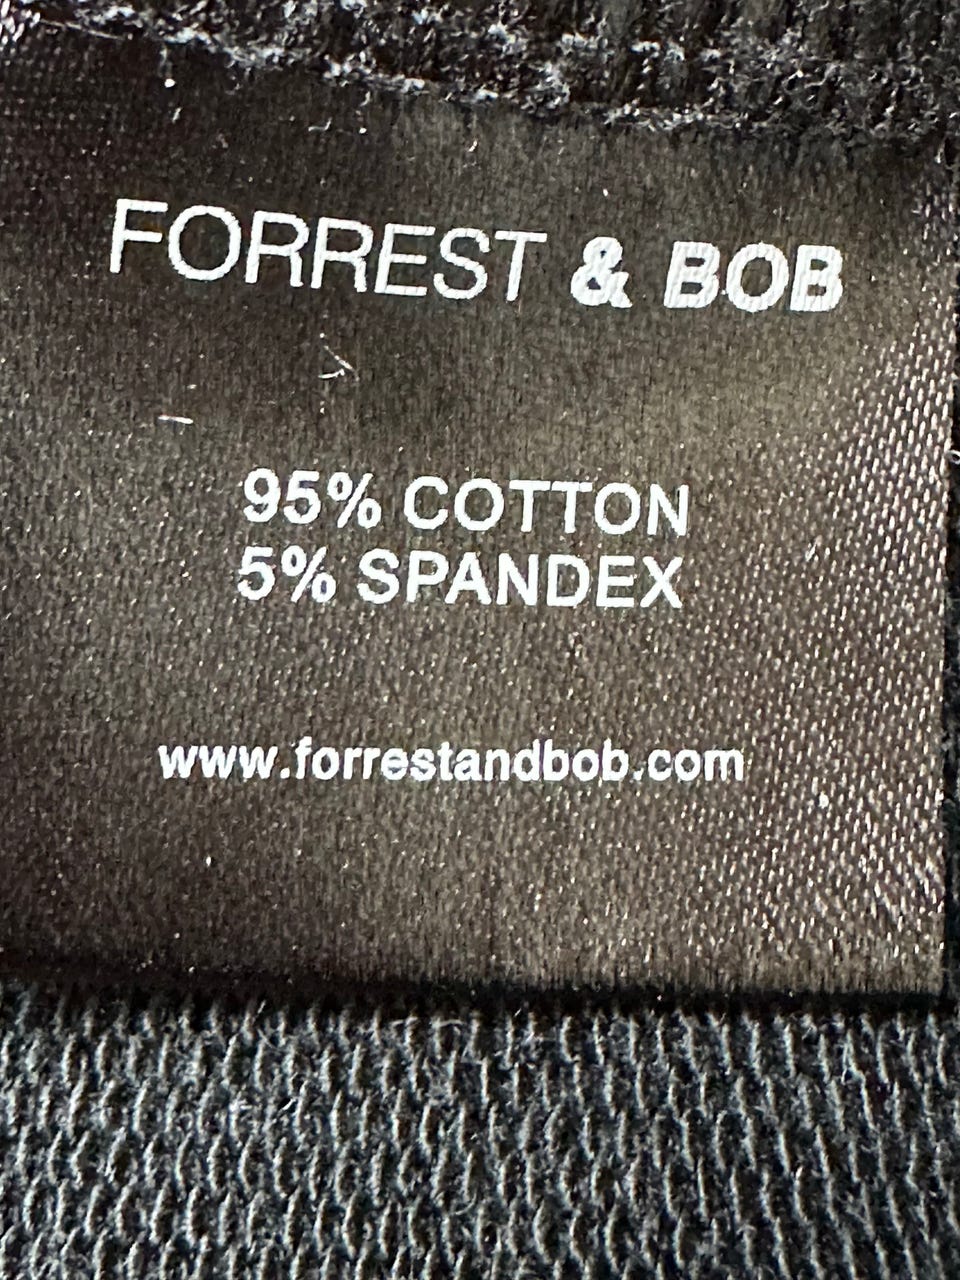 FORREST & BOB
95% COTTON
5% SPANDEX
www.forrestandbob.com